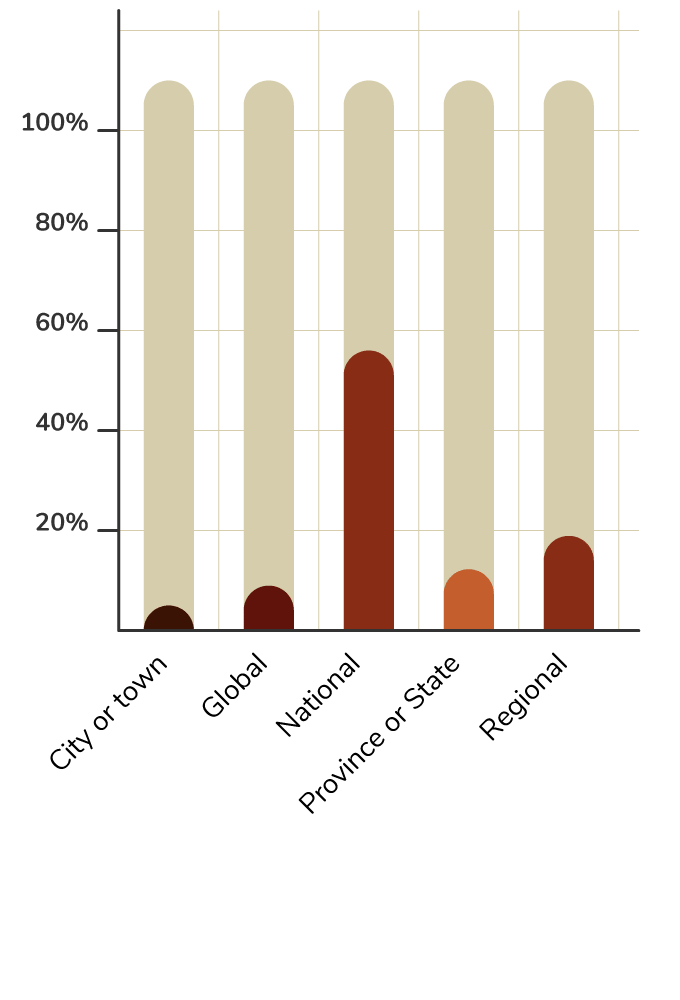 100%
80%
60%
40%
20%
City or town
Global
National
Province or State
Regional